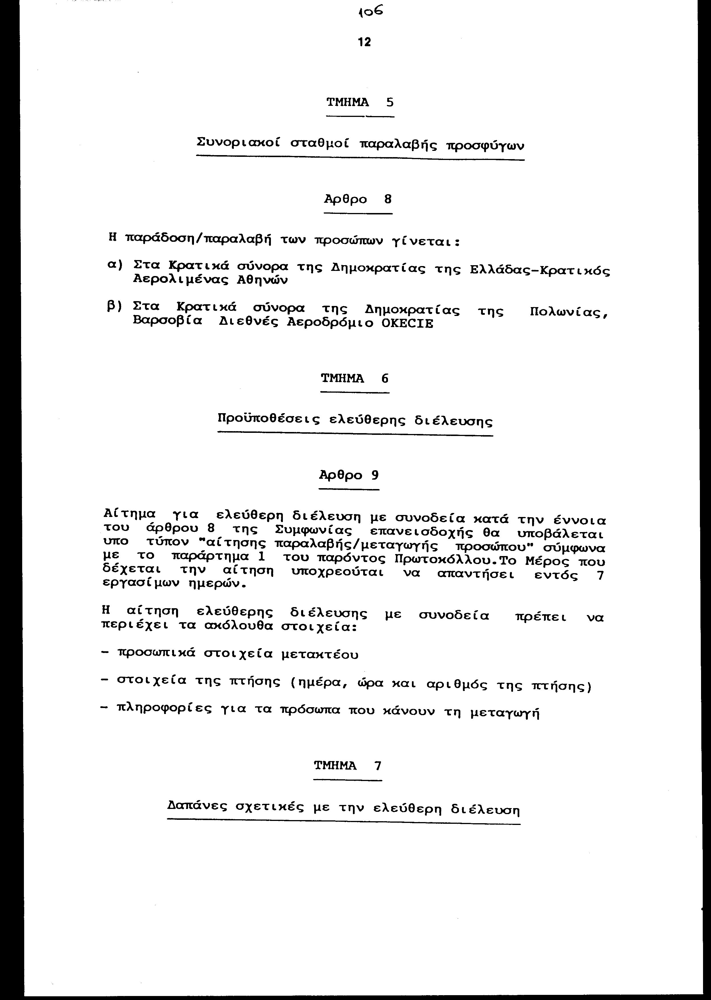 106
12
ΤΜΗΜΑ 5
Συνοριακοί σταθμοί παραλαβής προσφύγων
Αρθρο 8
Η παράδοση/παραλαβή των προσώπων γίνεται:
α) Στα Κρατικά σύνορα της Δημοκρατίας της Ελλάδας-Κρατικός
Αερολιμένας Αθηνών
β) Στα Κρατικά σύνορα της Δημοκρατίας της Πολωνίας,
Βαρσοβία Διεθνές Αεροδρόμιο OKECIE
ΤΜΗΜΑ 6
Προϋποθέσεις ελεύθερης διέλευσης
Αρθρο 9
Αίτημα για ελεύθερη διέλευση με συνοδεία κατά την έννοια
του άρθρου 8 της Συμφωνίας επανεισδοχής θα υποβάλεται
υπο τύπον "αίτησης παραλαβής/μεταγωγής προσώπου" σύμφωνα
με το παράρτημα 1 του παρόντος Πρωτοκόλλου.Το Μέρος που
δέχεται την αίτηση υποχρεούται να απαντήσει εντός 7
εργασίμων ημερών.
Η αίτηση ελεύθερης διέλευσης με συνοδεία πρέπει να
περιέχει τα ακόλουθα στοιχεία:
- προσωπικά στοιχεία μετακτέου
- στοιχεία της πτήσης (ημέρα, ώρα και αριθμός της πτήσης)
- πληροφορίες για τα πρόσωπα που κάνουν τη μεταγωγή
ΤΜΗΜΑ 7
Δαπάνες σχετικές με την ελεύθερη διέλευση